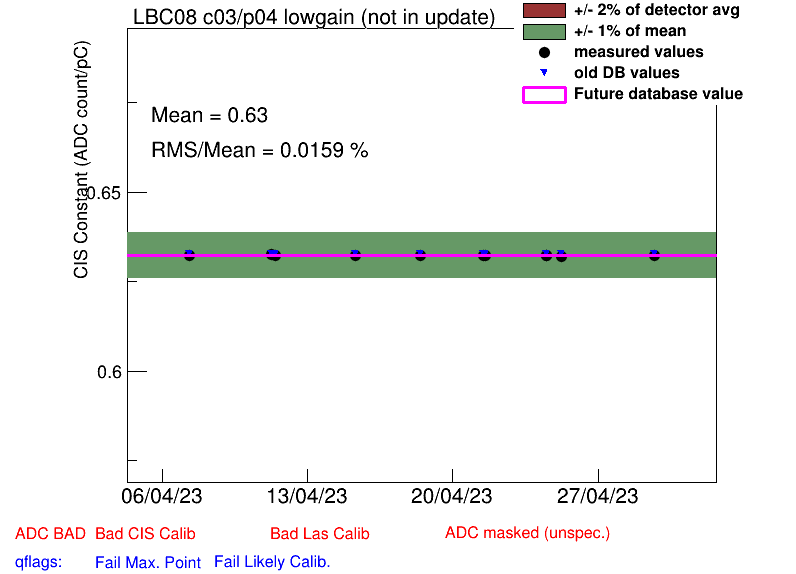 LBC08 c03/p04 lowgain (not in update)
+/- 2% of detector avg
+/- 1% of mean
measured values
old DB values
Future database value
Mean = 0.63
RMS/Mean = 0.0159 %
CIS Constant (ADC count/pC)
0.65
0.6
06/04/23 13/04/23 20/04/23 27/04/23
ADC BAD Bad CIS Calib Bad Las Calib ADC masked (unspec.)
qflags: Fail Max. Point Fail Likely Calib.